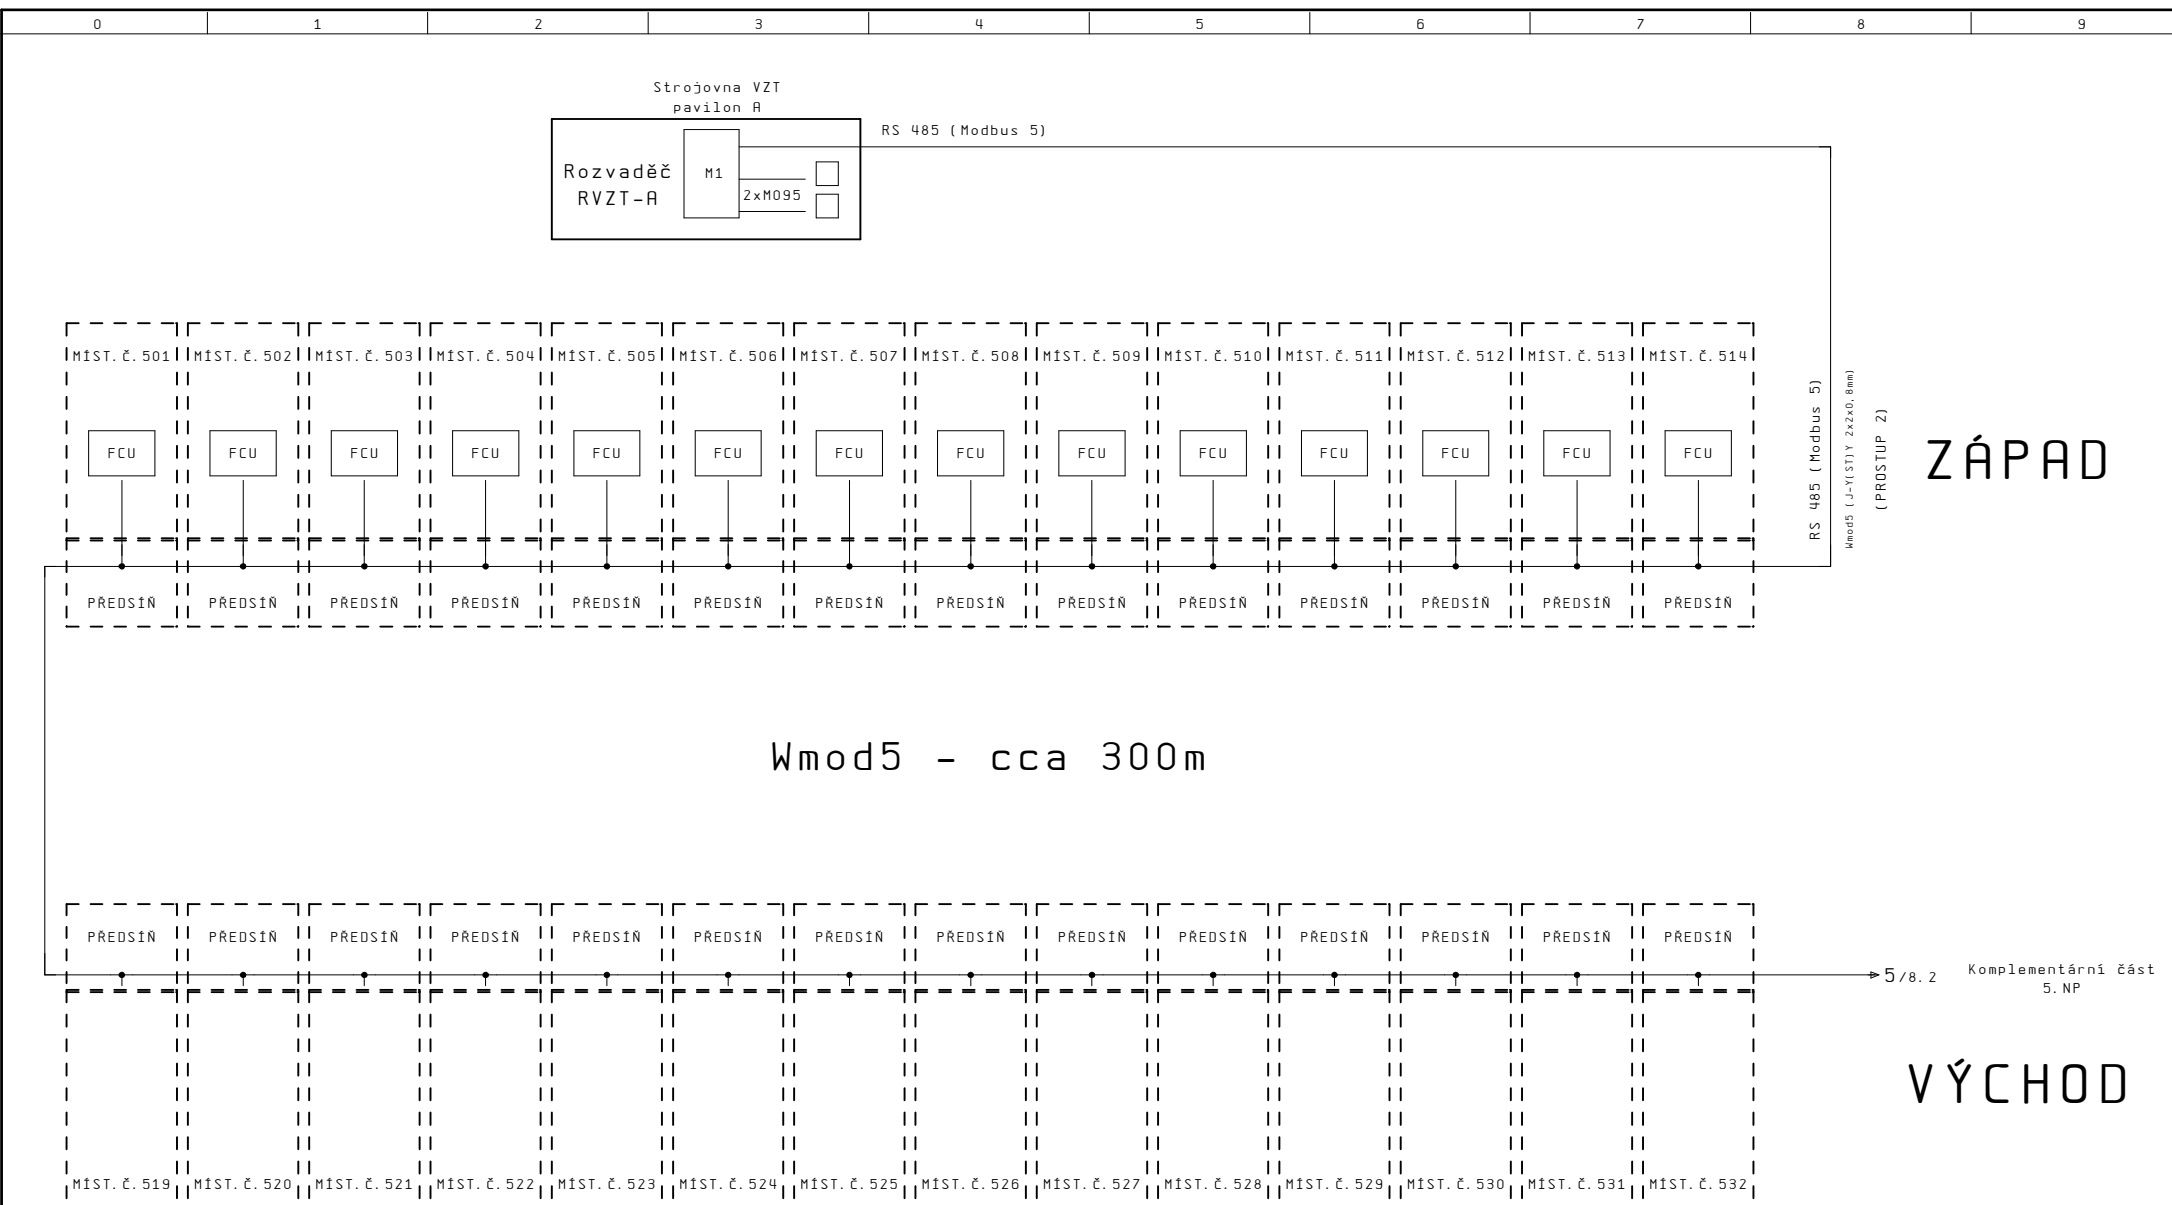 0 1 2 3 4 5 6 7 8 9
Strojovna VZT
pavilon A
RS 485 (Modbus 5)
Rozvaděč
RVZT-A
M1
2xMO95
MÍST.Č.501 MÍST.Č.502 MÍST.Č.503 MÍST.Č.504 MÍST.Č.505 MÍST.Č.506 MÍST.Č.507 MÍST.Č.508 MÍST.Č.509 MÍST.Č.510 MÍST.Č.511 MÍST.Č.512 MÍST.Č.513 MÍST.Č.514
FCU FCU FCU FCU FCU FCU FCU FCU FCU FCU FCU FCU FCU FCU
RS 485 (Modbus 5)
Wmod5 (J-Y(ST)Y 2x2x0,8mm)
(PROSTUP 2)
ZÁPAD
PŘEDSÍŇ PŘEDSÍŇ PŘEDSÍŇ PŘEDSÍŇ PŘEDSÍŇ PŘEDSÍŇ PŘEDSÍŇ PŘEDSÍŇ PŘEDSÍŇ PŘEDSÍŇ PŘEDSÍŇ PŘEDSÍŇ PŘEDSÍŇ PŘEDSÍŇ
Wmod5 - cca 300m
PŘEDSÍŇ PŘEDSÍŇ PŘEDSÍŇ PŘEDSÍŇ PŘEDSÍŇ PŘEDSÍŇ PŘEDSÍŇ PŘEDSÍŇ PŘEDSÍŇ PŘEDSÍŇ PŘEDSÍŇ PŘEDSÍŇ PŘEDSÍŇ PŘEDSÍŇ
5/8.2
Komplementární část
5.NP
VÝCHOD
MÍST.Č.519 MÍST.Č.520 MÍST.Č.521 MÍST.Č.522 MÍST.Č.523 MÍST.Č.524 MÍST.Č.525 MÍST.Č.526 MÍST.Č.527 MÍST.Č.528 MÍST.Č.529 MÍST.Č.530 MÍST.Č.531 MÍST.Č.532